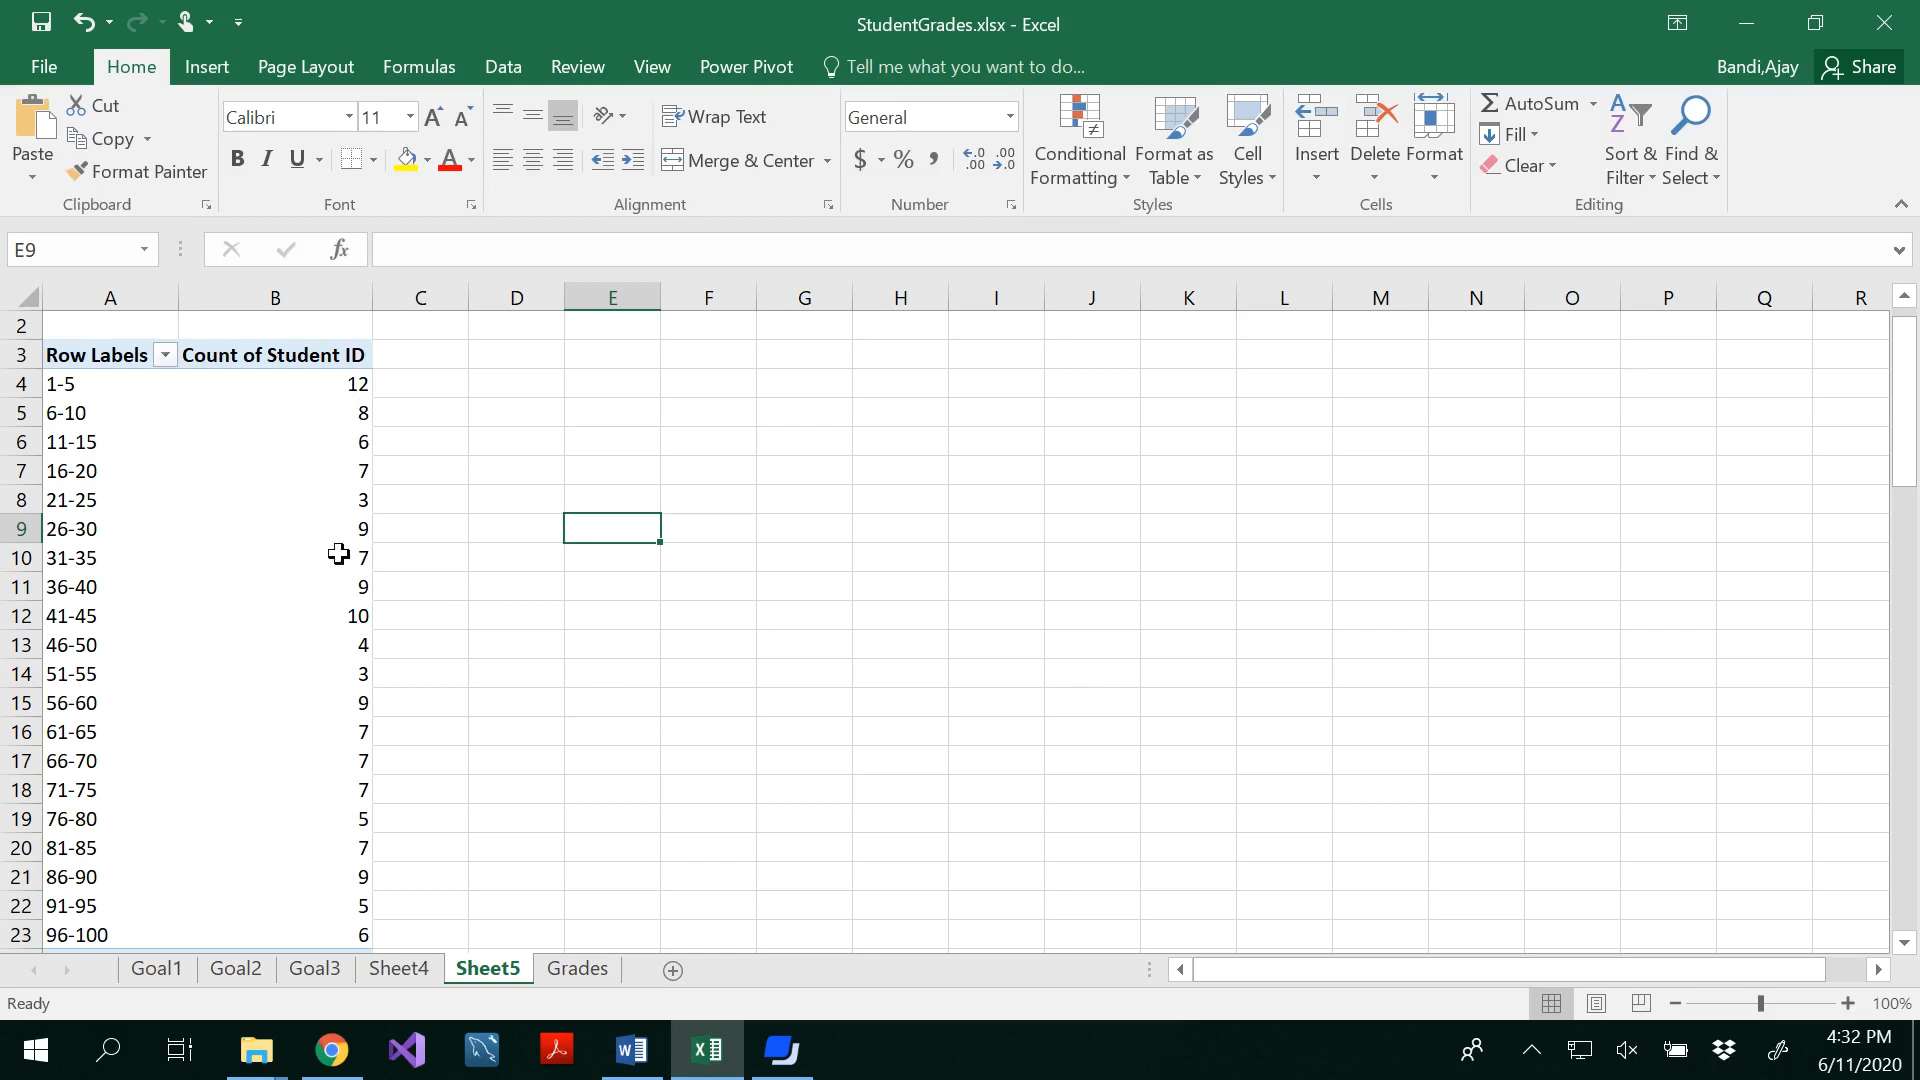 StudentGrades.xlsx - Excel
File Home Insert Page Layout Formulas Data Review View Power Pivot Tell me what you want to do... Bandi,Ajay Share
Paste
Cut
Copy
Format Painter
Clipboard
Calibri 11
B I U
Font
Wrap Text
Merge & Center
Alignment
General
$ % , .0 .00 .00 .0
Number
Conditional Formatting
Format as Table
Cell Styles
Styles
Insert Delete Format
Cells
AutoSum
Fill
Clear
Sort & Filter
Find & Select
Editing
E9 fx
A B C D E F G H I J K L M N O P Q R
2
3 Row Labels Count of Student ID
4 1-5 12
5 6-10 8
6 11-15 6
7 16-20 7
8 21-25 3
9 26-30 9
10 31-35 7
11 36-40 9
12 41-45 10
13 46-50 4
14 51-55 3
15 56-60 9
16 61-65 7
17 66-70 7
18 71-75 7
19 76-80 5
20 81-85 7
21 86-90 9
22 91-95 5
23 96-100 6
Goal1 Goal2 Goal3 Sheet4 Sheet5 Grades
Ready 100%
4:32 PM
6/11/2020